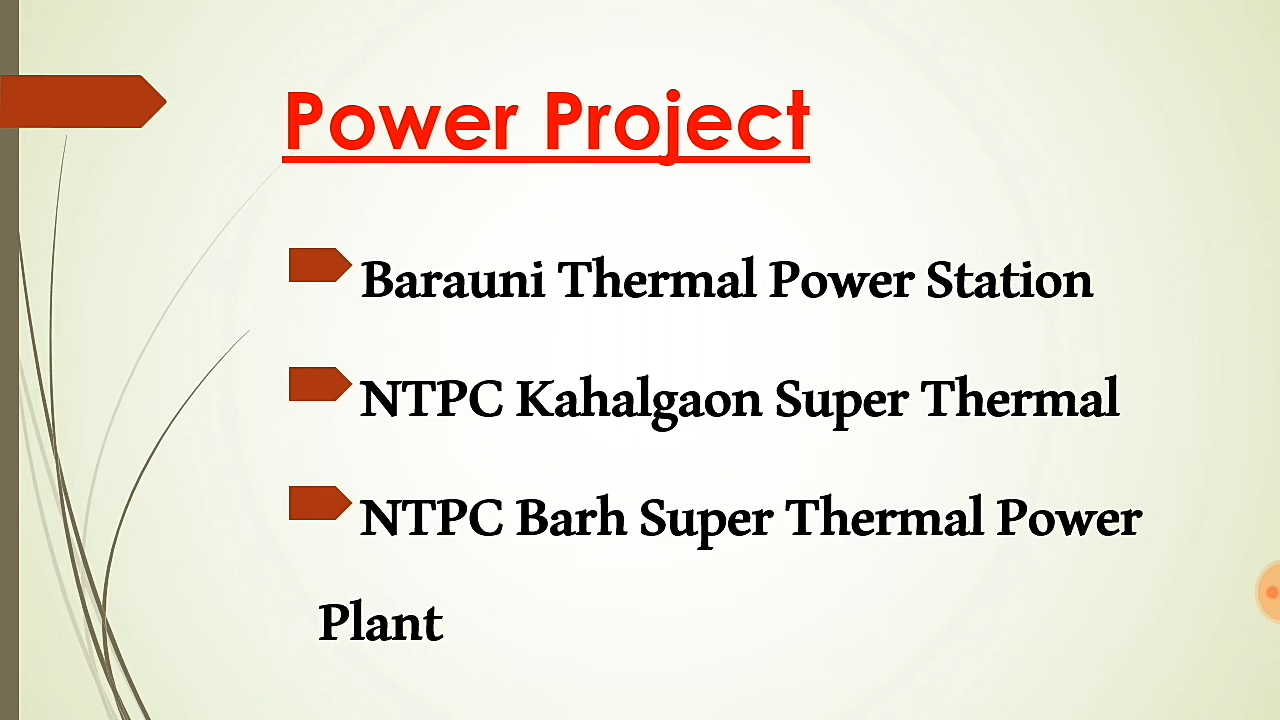 Power Project
Barauni Thermal Power Station
NTPC Kahalgaon Super Thermal
NTPC Barh Super Thermal Power
Plant